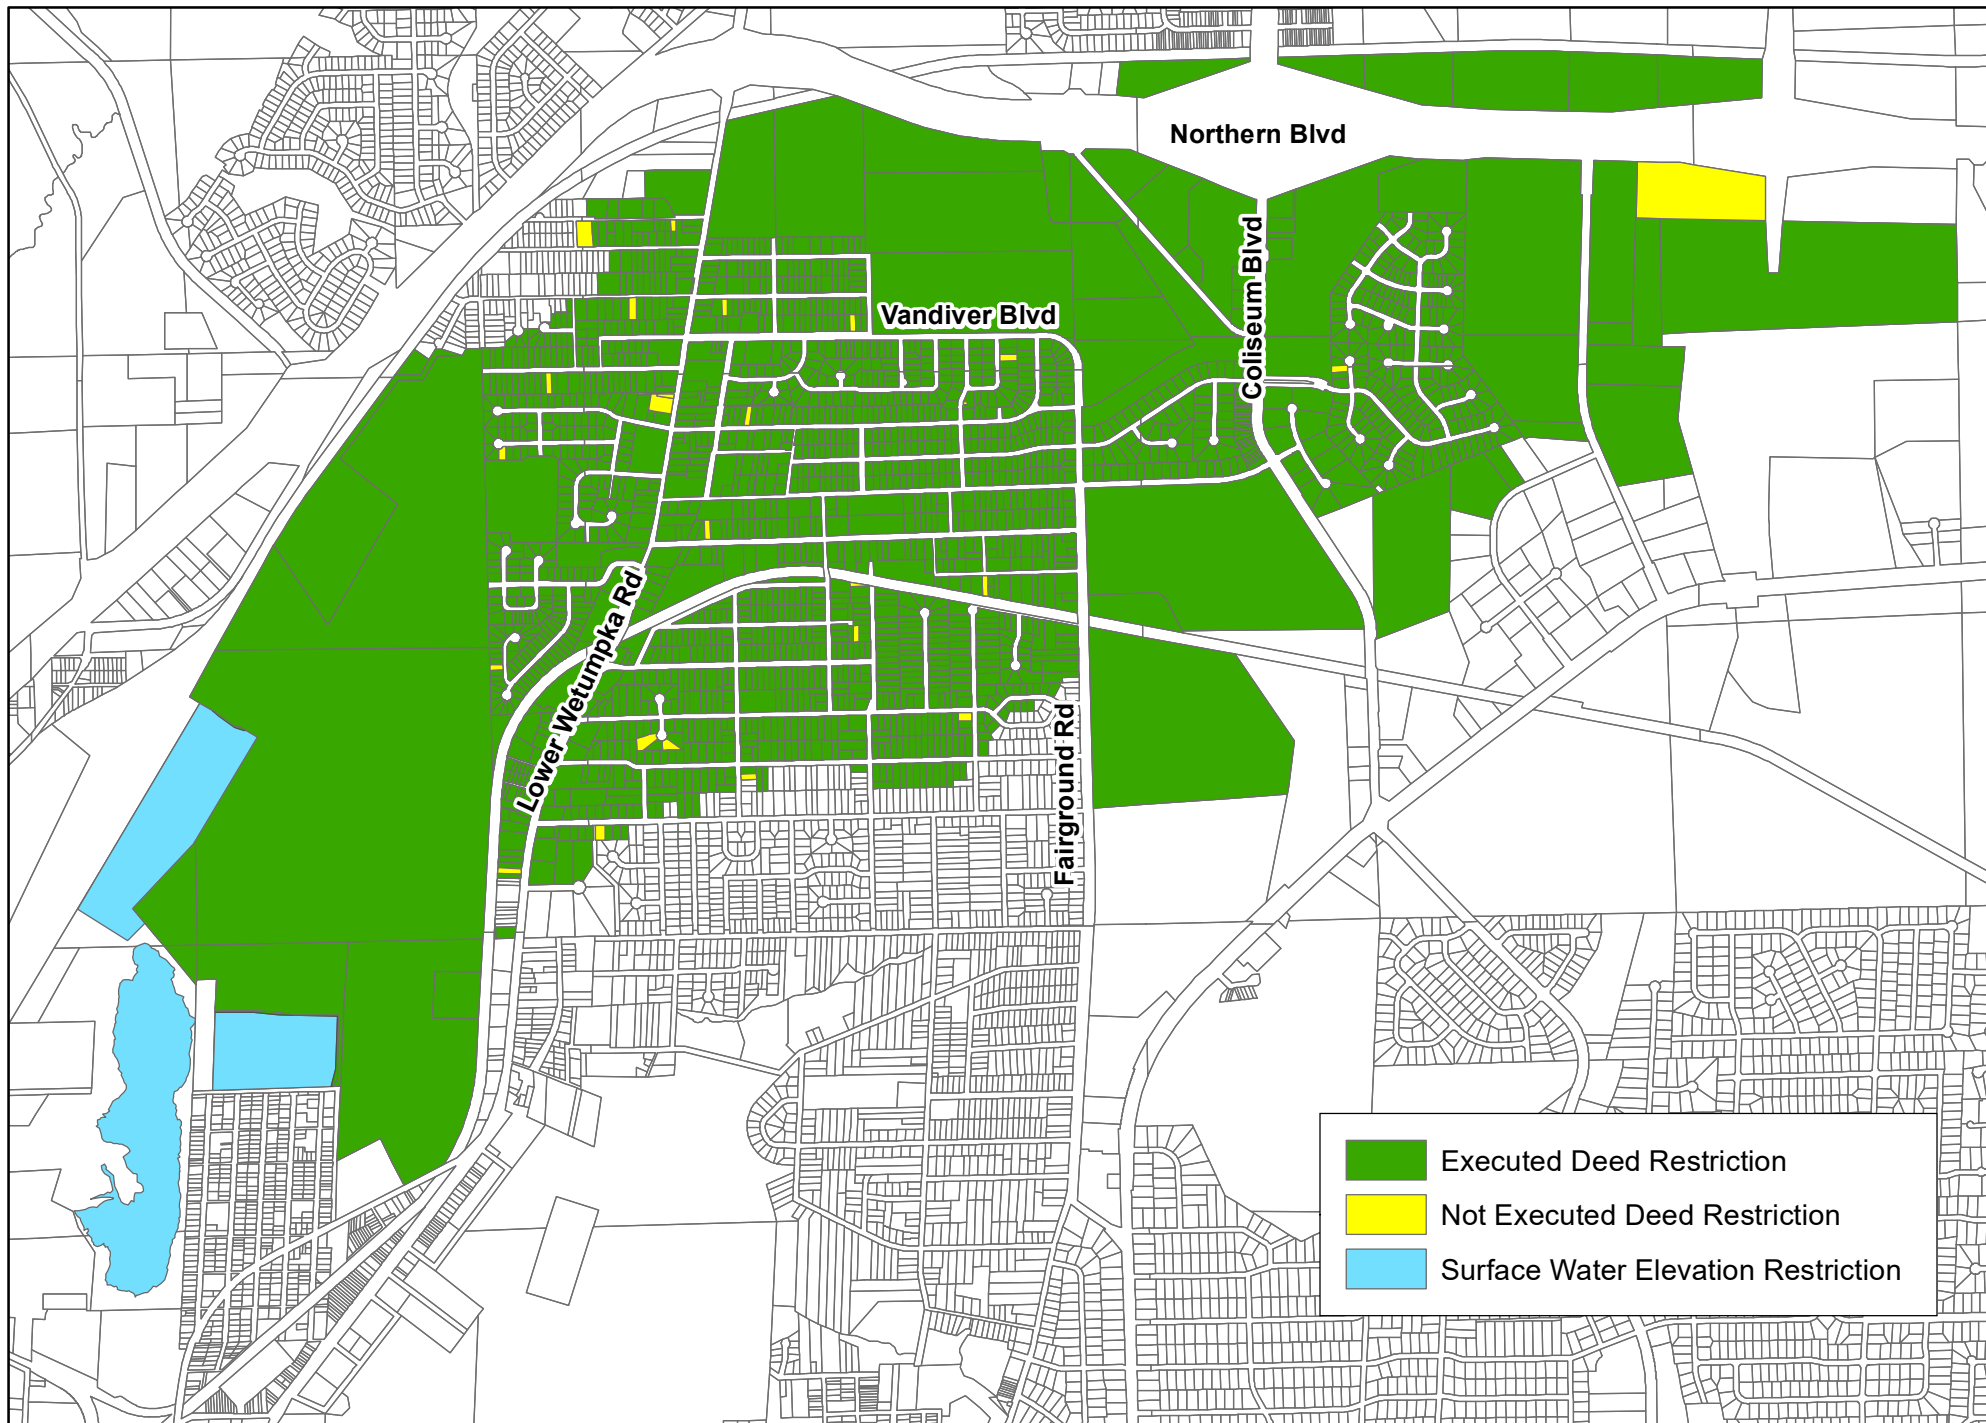 Northern Blvd
Coliseum Blvd
Vandiver Blvd
Lower Wetumpka Rd
Fairground Rd
Executed Deed Restriction
Not Executed Deed Restriction
Surface Water Elevation Restriction